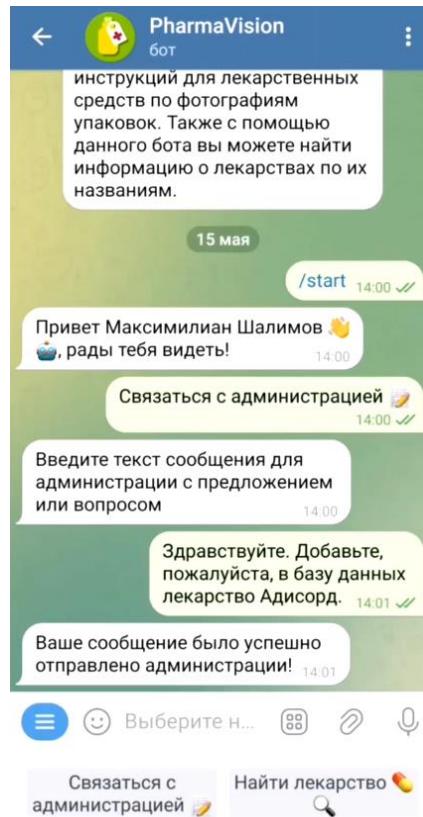 PharmaVision
бот
инструкций для лекарственных
средств по фотографиям
упаковок. Также с помощью
данного бота вы можете найти
информацию о лекарствах по их
названиям.
15 мая
/start 14:00
Привет Максимилиан Шалимов 👋
🤖, рады тебя видеть! 14:00
Связаться с администрацией 📝
14:00
Введите текст сообщения для
администрации с предложением
или вопросом 14:00
Здравствуйте. Добавьте,
пожалуйста, в базу данных
лекарство Адисорд. 14:01
Ваше сообщение было успешно
отправлено администрации! 14:01
Выберите н...
Связаться с
администрацией 📝
Найти лекарство 💊
🔍